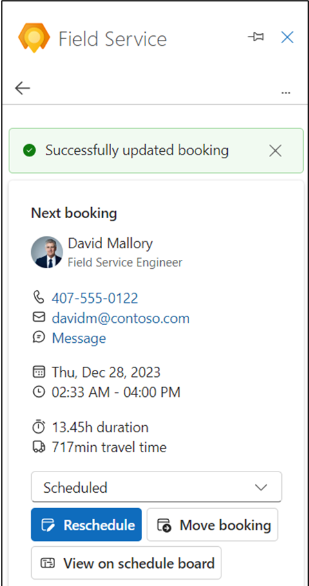 Field Service
...
Successfully updated booking
Next booking
David Mallory
Field Service Engineer
407-555-0122
davidm@contoso.com
Message
Thu, Dec 28, 2023
02:33 AM - 04:00 PM
13.45h duration
717min travel time
Scheduled
Reschedule
Move booking
View on schedule board